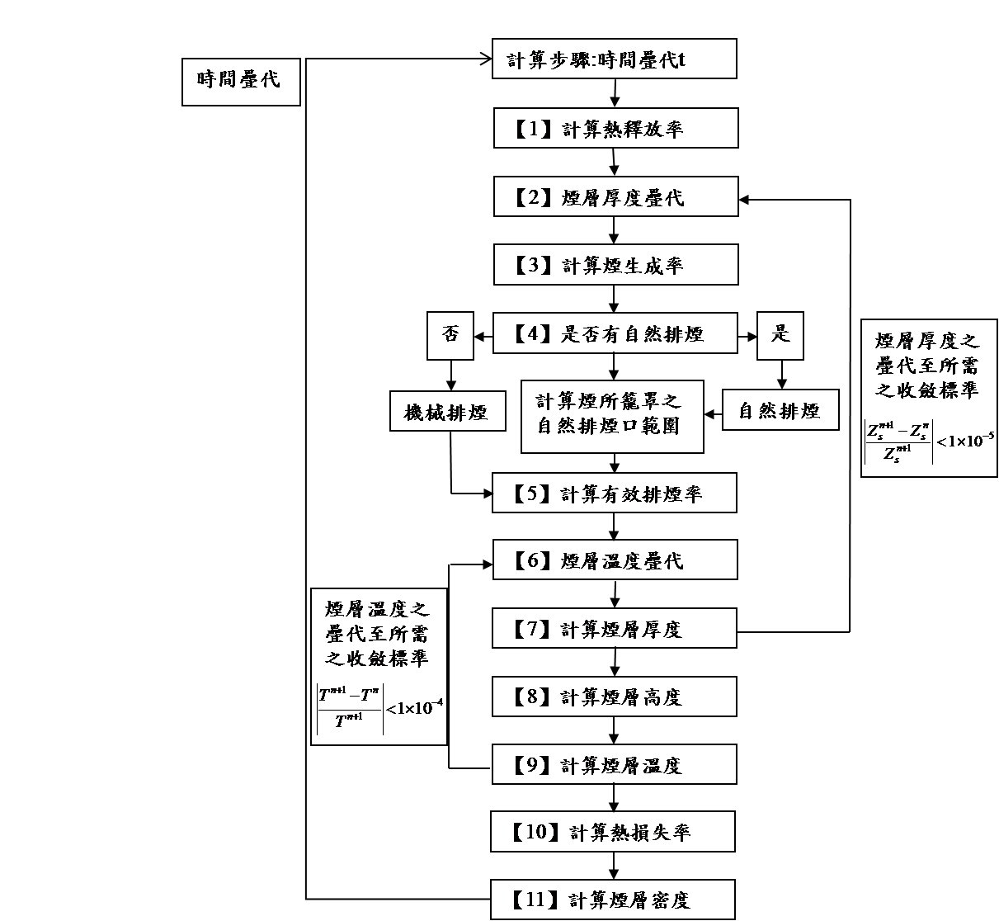 計算步驟:時間疊代t
時間疊代
【1】計算熱釋放率
【2】煙層厚度疊代
【3】計算煙生成率
否
【4】是否有自然排煙
是
機械排煙
計算煙所籠罩之
自然排煙口範圍
自然排煙
煙層厚度之
疊代至所需
之收斂標準
|(Z_s^{n+1} − Z_s^n) / Z_s^{n+1}| < 1×10^{−5}
【5】計算有效排煙率
【6】煙層溫度疊代
煙層溫度之
疊代至所需
之收斂標準
|(T^{n+1} − T^n) / T^{n+1}| < 1×10^{−4}
【7】計算煙層厚度
【8】計算煙層高度
【9】計算煙層溫度
【10】計算熱損失率
【11】計算煙層密度